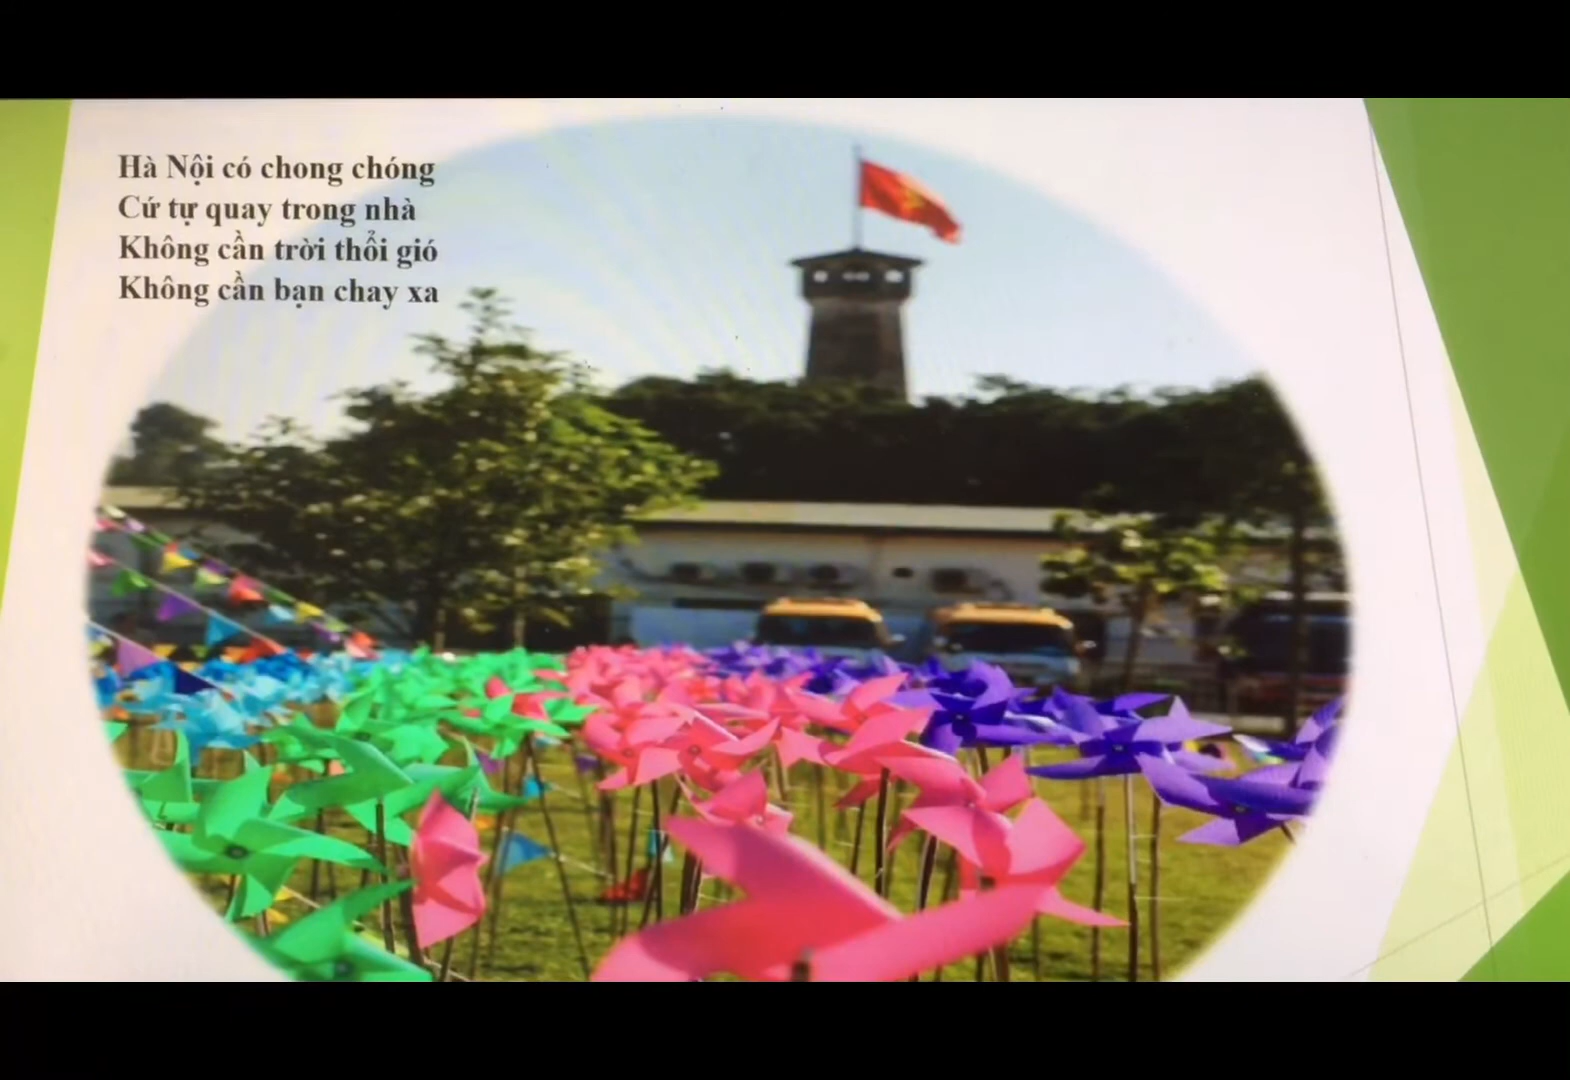 Hà Nội có chong chóng
Cứ tự quay trong nhà
Không cần trời thổi gió
Không cần bạn chay xa